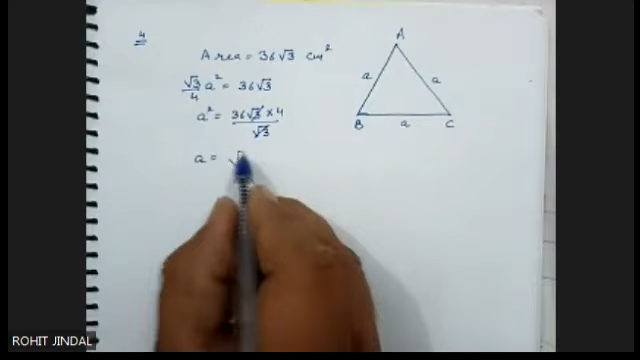 4
Area = 36√3 cm²
√3/4 a² = 36√3
a² = 36√3 × 4 / √3
a = √
A
a a
B a C
ROHIT JINDAL